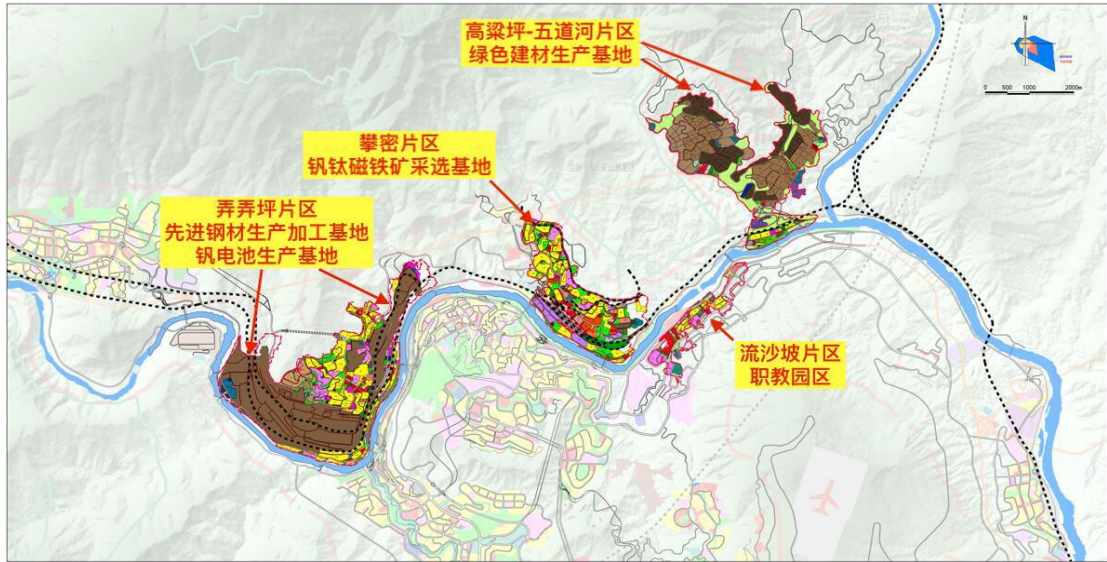 高粱坪-五道河片区
绿色建材生产基地
N
0 500 1000 2000m
攀密片区
钒钛磁铁矿采选基地
弄弄坪片区
先进钢材生产加工基地
钒电池生产基地
流沙坡片区
职教园区